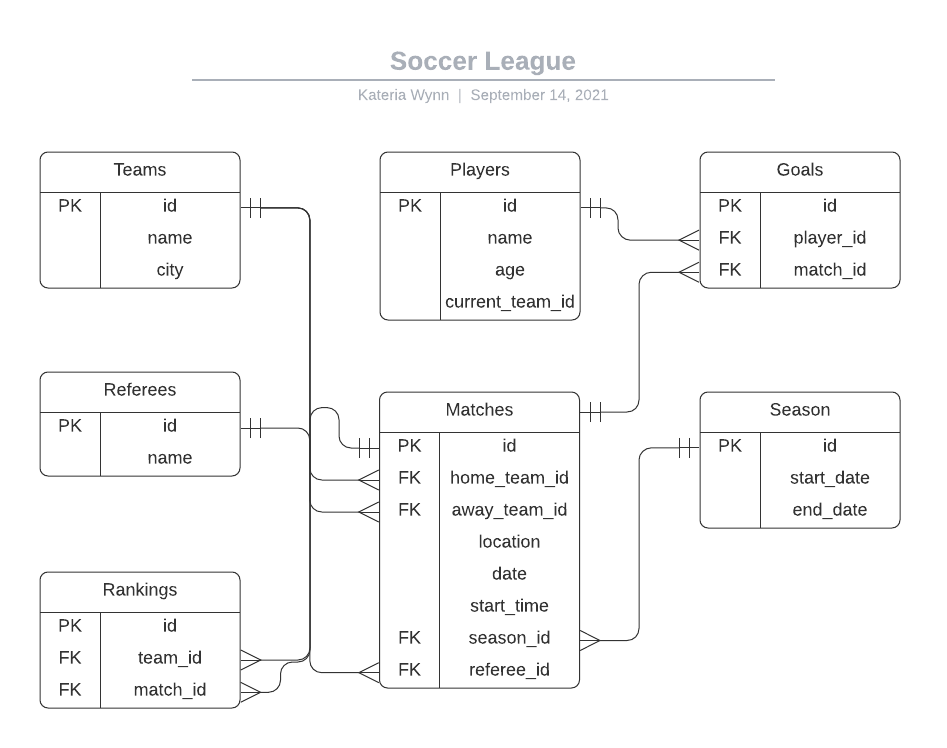 Soccer League
Kateria Wynn | September 14, 2021
Teams
PK id
name
city
Players
PK id
name
age
current_team_id
Goals
PK id
FK player_id
FK match_id
Referees
PK id
name
Matches
PK id
FK home_team_id
FK away_team_id
location
date
start_time
FK season_id
FK referee_id
Season
PK id
start_date
end_date
Rankings
PK id
FK team_id
FK match_id